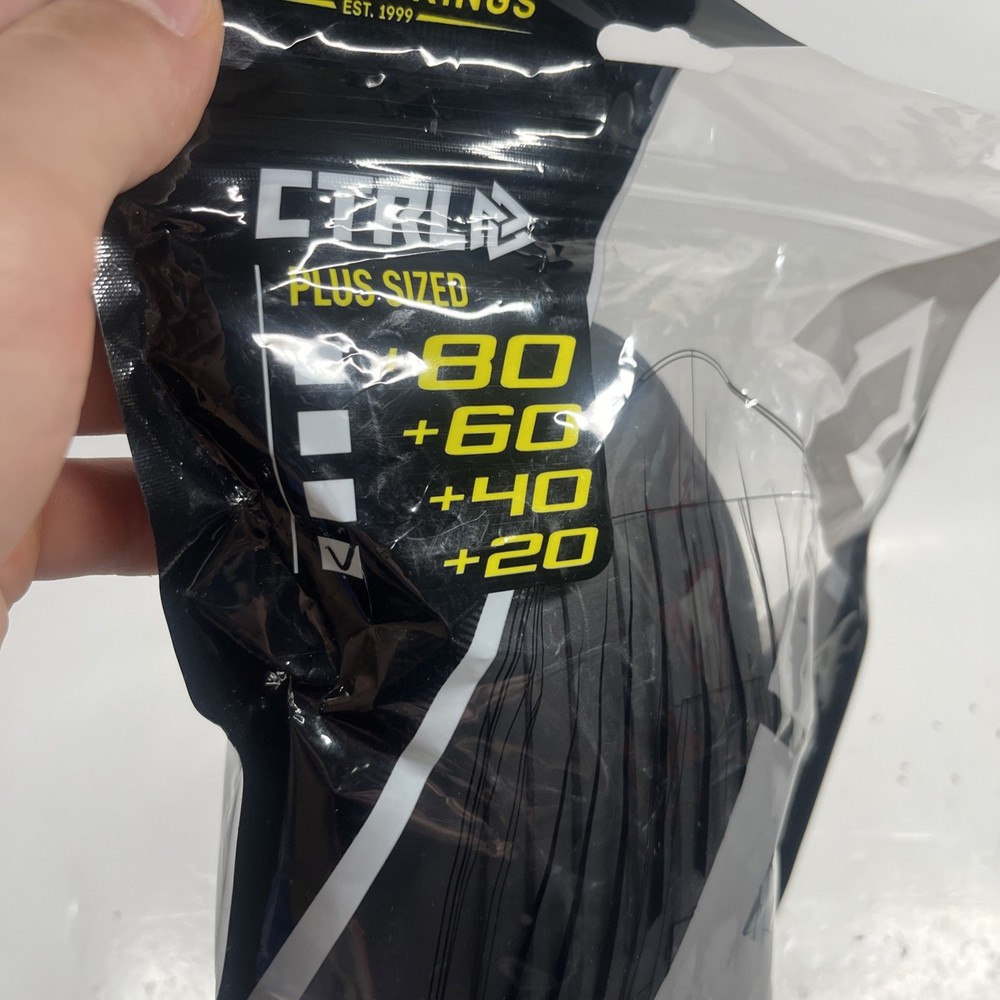 EST. 1999
CTRL
PLUS SIZED
+80
+60
+40
+20